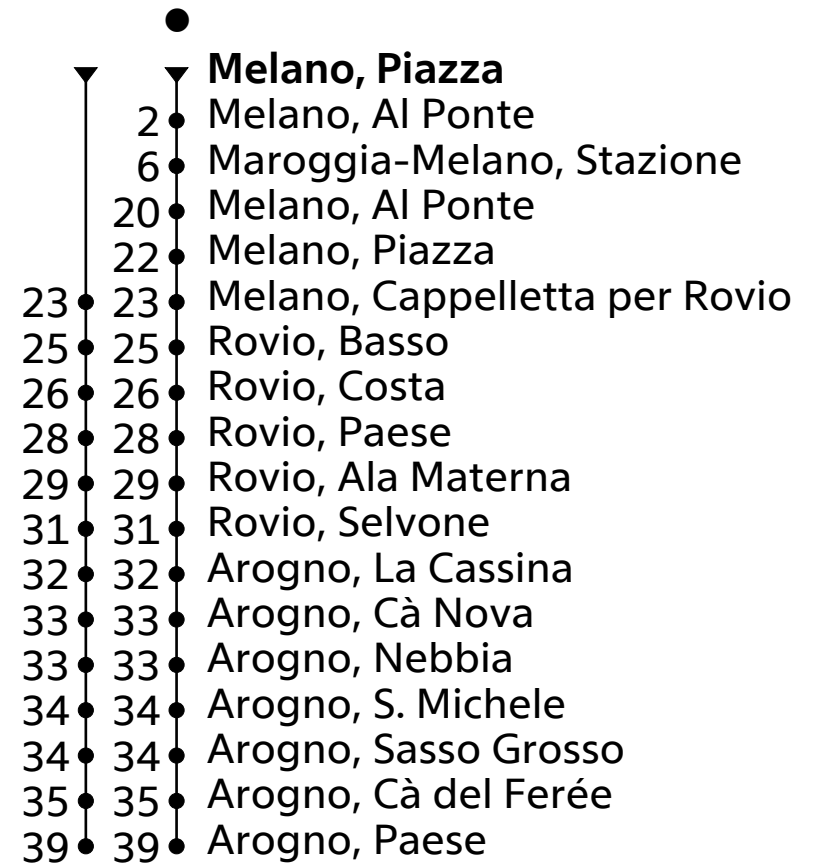 Melano, Piazza
2 Melano, Al Ponte
6 Maroggia-Melano, Stazione
20 Melano, Al Ponte
22 Melano, Piazza
23 23 Melano, Cappelletta per Rovio
25 25 Rovio, Basso
26 26 Rovio, Costa
28 28 Rovio, Paese
29 29 Rovio, Ala Materna
31 31 Rovio, Selvone
32 32 Arogno, La Cassina
33 33 Arogno, Cà Nova
33 33 Arogno, Nebbia
34 34 Arogno, S. Michele
34 34 Arogno, Sasso Grosso
35 35 Arogno, Cà del Ferée
39 39 Arogno, Paese